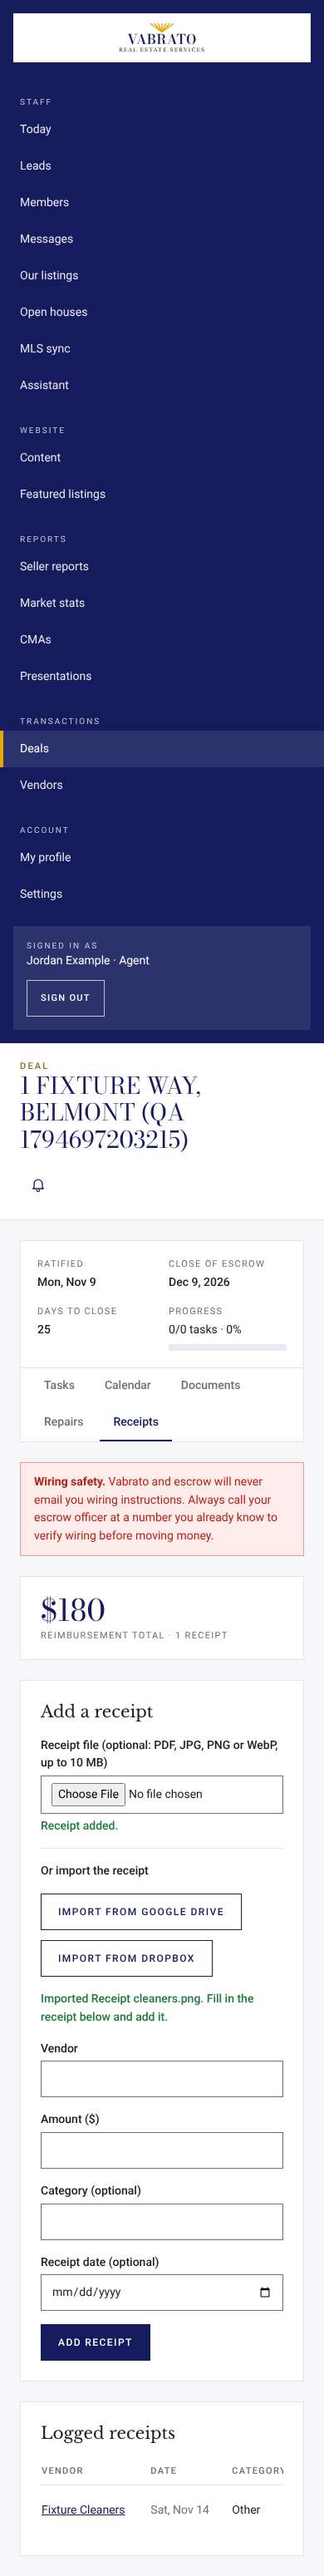 VABRATO
REAL ESTATE SERVICES
STAFF
Today
Leads
Members
Messages
Our listings
Open houses
MLS sync
Assistant
WEBSITE
Content
Featured listings
REPORTS
Seller reports
Market stats
CMAs
Presentations
TRANSACTIONS
Deals
Vendors
ACCOUNT
My profile
Settings
SIGNED IN AS
Jordan Example · Agent
SIGN OUT
DEAL
1 FIXTURE WAY,
BELMONT (QA
1794697203215)
RATIFIED
Mon, Nov 9
CLOSE OF ESCROW
Dec 9, 2026
DAYS TO CLOSE
25
PROGRESS
0/0 tasks · 0%
Tasks Calendar Documents
Repairs Receipts
Wiring safety. Vabrato and escrow will never
email you wiring instructions. Always call your
escrow officer at a number you already know to
verify wiring before moving money.
$180
REIMBURSEMENT TOTAL · 1 RECEIPT
Add a receipt
Receipt file (optional: PDF, JPG, PNG or WebP,
up to 10 MB)
Choose File No file chosen
Receipt added.
Or import the receipt
IMPORT FROM GOOGLE DRIVE
IMPORT FROM DROPBOX
Imported Receipt cleaners.png. Fill in the
receipt below and add it.
Vendor
Amount ($)
Category (optional)
Receipt date (optional)
mm/dd/yyyy
ADD RECEIPT
Logged receipts
VENDOR DATE CATEGORY
Fixture Cleaners Sat, Nov 14 Other